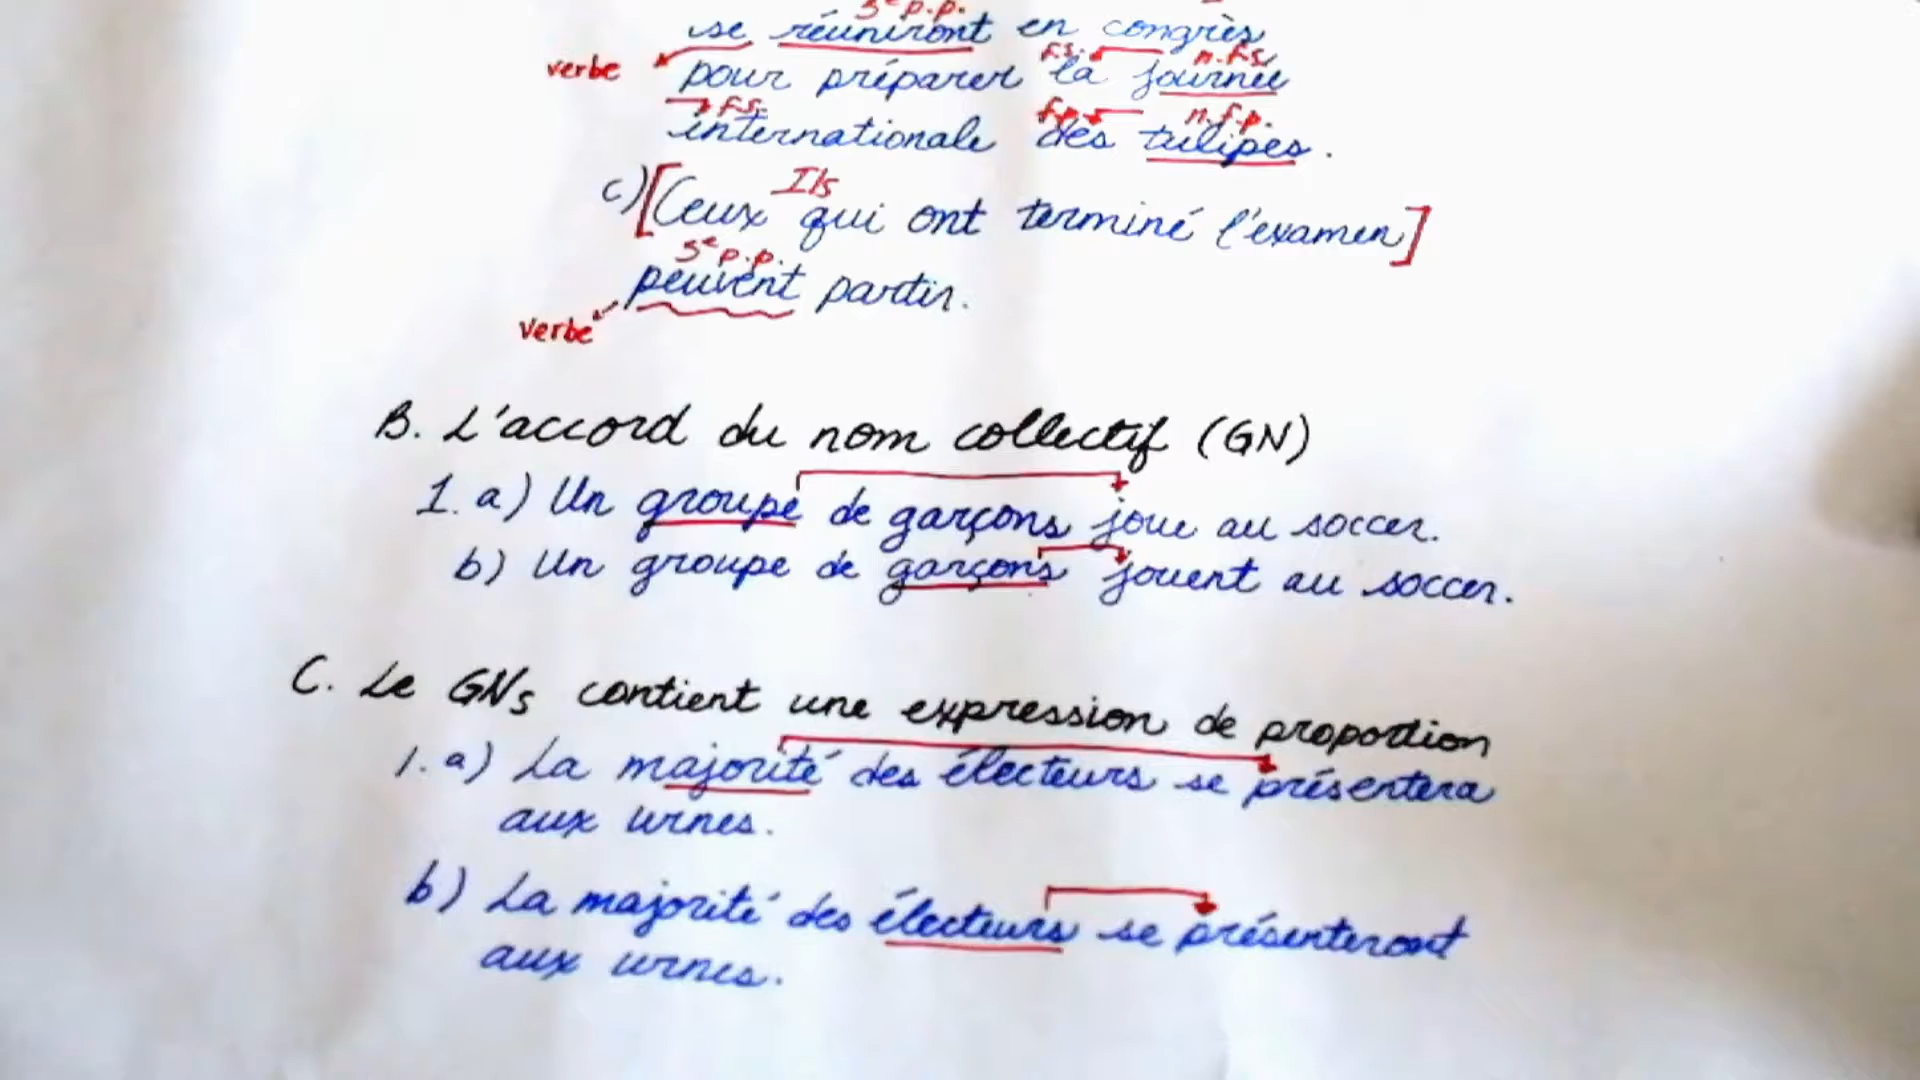 3e p.p.
se réuniront en congrès
verbe
F.S. n.f.s.
pour préparer la journée
F.S. f.p. n.f.p.
internationale des tulipes.
Ils
c) [Ceux qui ont terminé l'examen]
3e p.p.
peuvent partir.
verbe
B. L'accord du nom collectif (GN)
1. a) Un groupe de garçons joue au soccer.
b) Un groupe de garçons jouent au soccer.
C. Le GNs contient une expression de proportion
1. a) La majorité des électeurs se présentera
aux urnes.
b) La majorité des électeurs se présenteront
aux urnes.